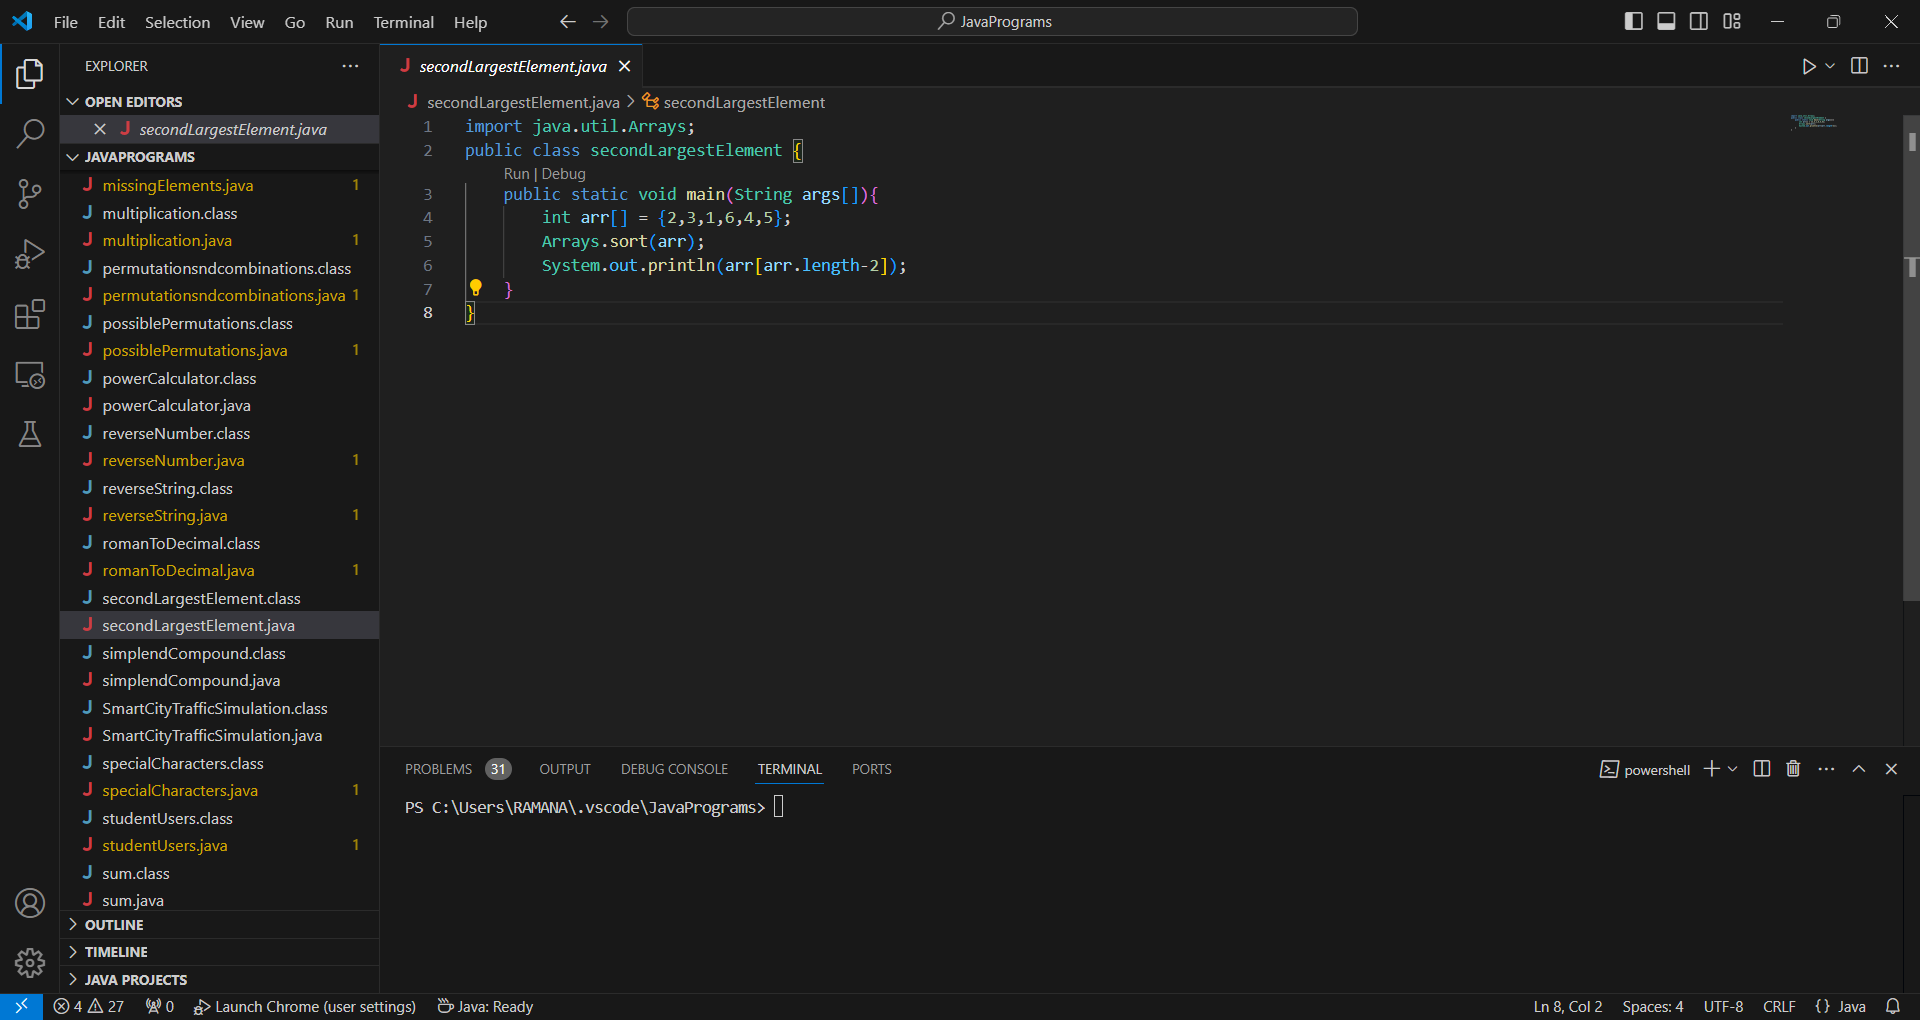 File Edit Selection View Go Run Terminal Help
JavaPrograms
EXPLORER
OPEN EDITORS
secondLargestElement.java
JAVAPROGRAMS
missingElements.java 1
multiplication.class
multiplication.java 1
permutationsndcombinations.class
permutationsndcombinations.java 1
possiblePermutations.class
possiblePermutations.java 1
powerCalculator.class
powerCalculator.java
reverseNumber.class
reverseNumber.java 1
reverseString.class
reverseString.java 1
romanToDecimal.class
romanToDecimal.java 1
secondLargestElement.class
secondLargestElement.java
simplendCompound.class
simplendCompound.java
SmartCityTrafficSimulation.class
SmartCityTrafficSimulation.java
specialCharacters.class
specialCharacters.java 1
studentUsers.class
studentUsers.java 1
sum.class
sum.java
OUTLINE
TIMELINE
JAVA PROJECTS
secondLargestElement.java
secondLargestElement.java > secondLargestElement
1 import java.util.Arrays;
2 public class secondLargestElement {
Run | Debug
3 public static void main(String args[]){
4 int arr[] = {2,3,1,6,4,5};
5 Arrays.sort(arr);
6 System.out.println(arr[arr.length-2]);
7 }
8 }
PROBLEMS 31 OUTPUT DEBUG CONSOLE TERMINAL PORTS
powershell
PS C:\Users\RAMANA\.vscode\JavaPrograms>
4 27 0 Launch Chrome (user settings) Java: Ready
Ln 8, Col 2 Spaces: 4 UTF-8 CRLF {} Java